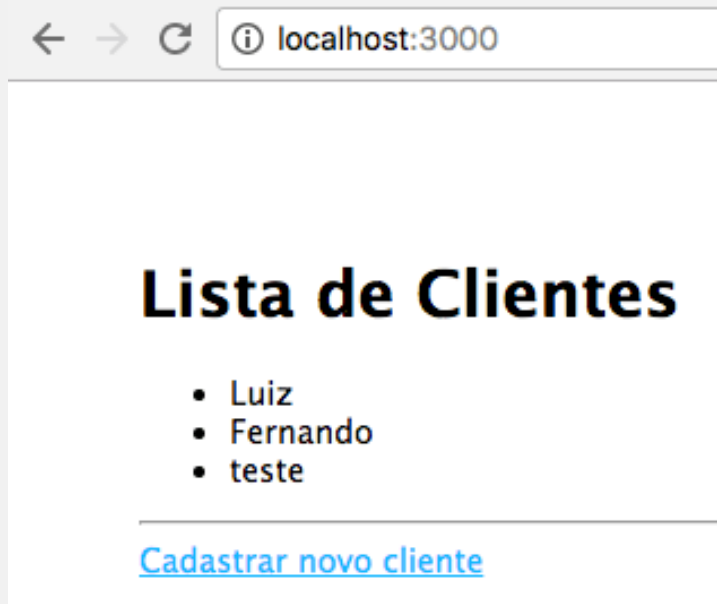 localhost:3000
Lista de Clientes
Luiz
Fernando
teste
Cadastrar novo cliente